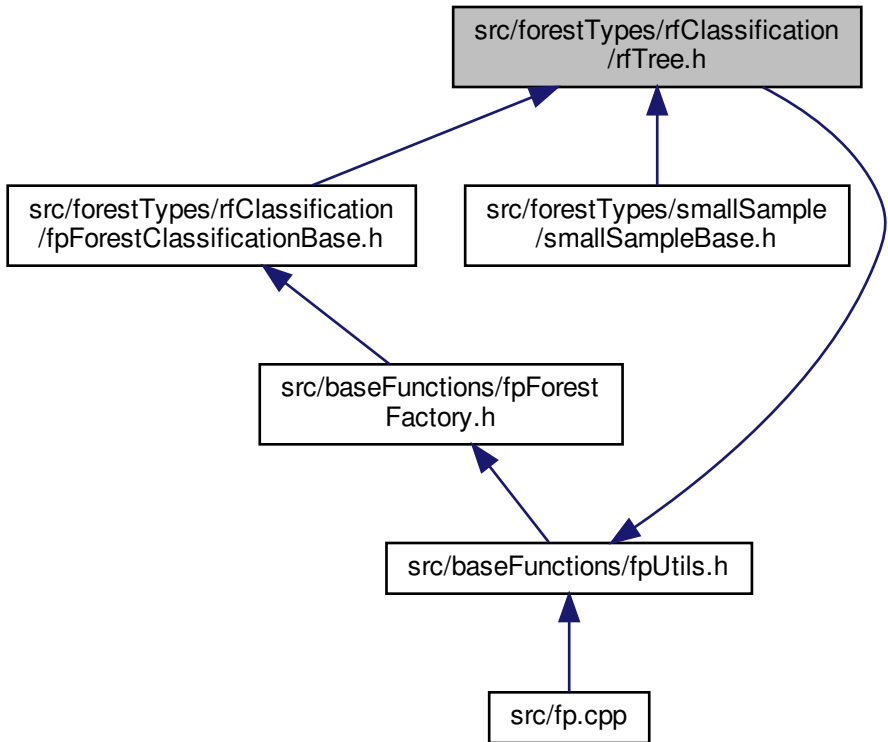 src/forestTypes/rfClassification
/rfTree.h
src/forestTypes/rfClassification
/fpForestClassificationBase.h
src/forestTypes/smallSample
/smallSampleBase.h
src/baseFunctions/fpForest
Factory.h
src/baseFunctions/fpUtils.h
src/fp.cpp